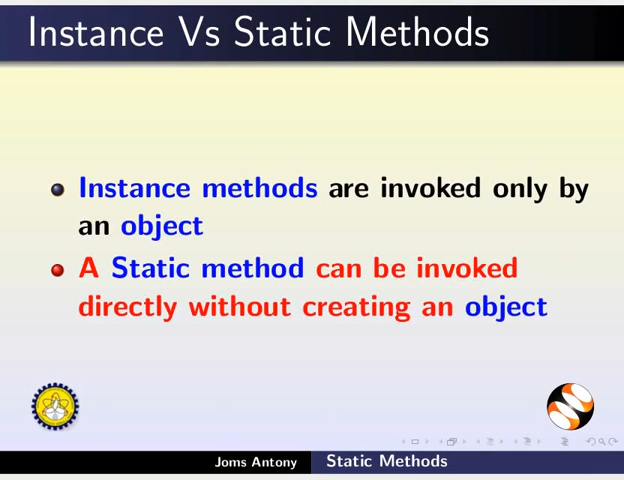 Instance Vs Static Methods
Instance methods are invoked only by
an object
A Static method can be invoked
directly without creating an object
Joms Antony Static Methods